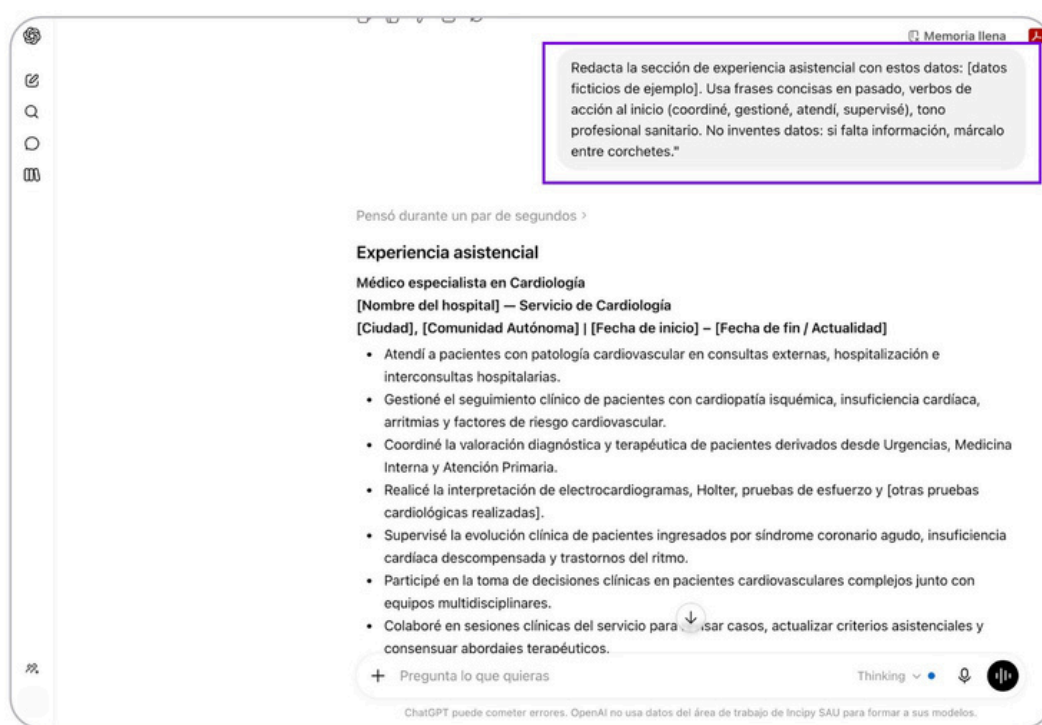 Memoria llena
Redacta la sección de experiencia asistencial con estos datos: [datos
ficticios de ejemplo]. Usa frases concisas en pasado, verbos de
acción al inicio (coordiné, gestioné, atendí, supervisé), tono
profesional sanitario. No inventes datos: si falta información, márcalo
entre corchetes."
Pensó durante un par de segundos >
Experiencia asistencial
Médico especialista en Cardiología
[Nombre del hospital] — Servicio de Cardiología
[Ciudad], [Comunidad Autónoma] | [Fecha de inicio] – [Fecha de fin / Actualidad]
• Atendí a pacientes con patología cardiovascular en consultas externas, hospitalización e
interconsultas hospitalarias.
• Gestioné el seguimiento clínico de pacientes con cardiopatía isquémica, insuficiencia cardíaca,
arritmias y factores de riesgo cardiovascular.
• Coordiné la valoración diagnóstica y terapéutica de pacientes derivados desde Urgencias, Medicina
Interna y Atención Primaria.
• Realicé la interpretación de electrocardiogramas, Holter, pruebas de esfuerzo y [otras pruebas
cardiológicas realizadas].
• Supervisé la evolución clínica de pacientes ingresados por síndrome coronario agudo, insuficiencia
cardíaca descompensada y trastornos del ritmo.
• Participé en la toma de decisiones clínicas en pacientes cardiovasculares complejos junto con
equipos multidisciplinares.
• Colaboré en sesiones clínicas del servicio para casos, actualizar criterios asistenciales y
consensuar abordajes terapéuticos.
Pregunta lo que quieras
Thinking
ChatGPT puede cometer errores. OpenAI no usa datos del área de trabajo de Incipy SAU para formar a sus modelos.